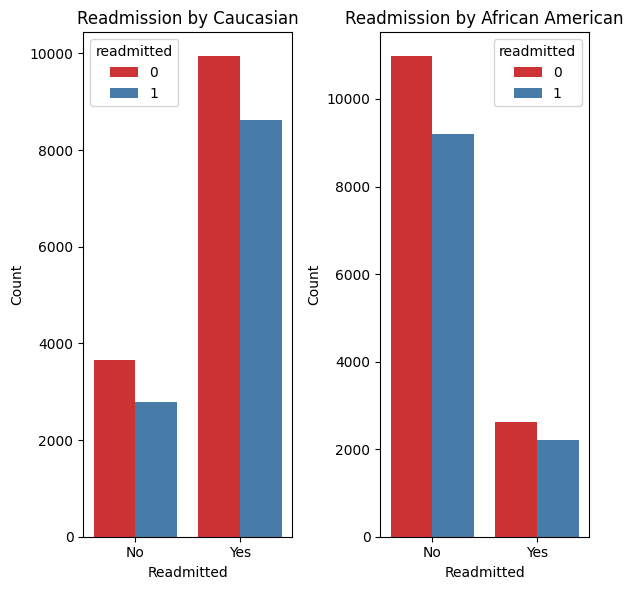 Readmission by Caucasian
readmitted
0
1
10000
8000
6000
4000
2000
0
Count
No
Yes
Readmitted
Readmission by African American
readmitted
0
1
10000
8000
6000
4000
2000
0
Count
No
Yes
Readmitted